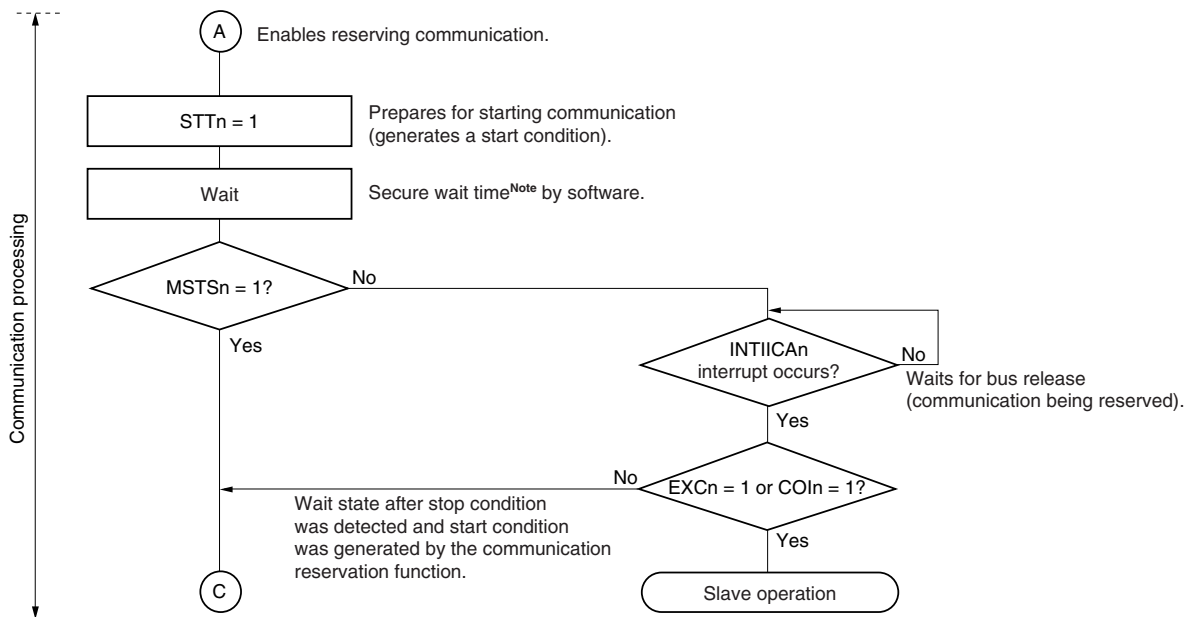 A
Enables reserving communication.
STTn = 1
Prepares for starting communication
(generates a start condition).
Wait
Secure wait timeNote by software.
MSTSn = 1?
No
Yes
INTIICAn
interrupt occurs?
No
Waits for bus release
(communication being reserved).
Yes
EXCn = 1 or COIn = 1?
No
Wait state after stop condition
was detected and start condition
was generated by the communication
reservation function.
Yes
C
Slave operation
Communication processing